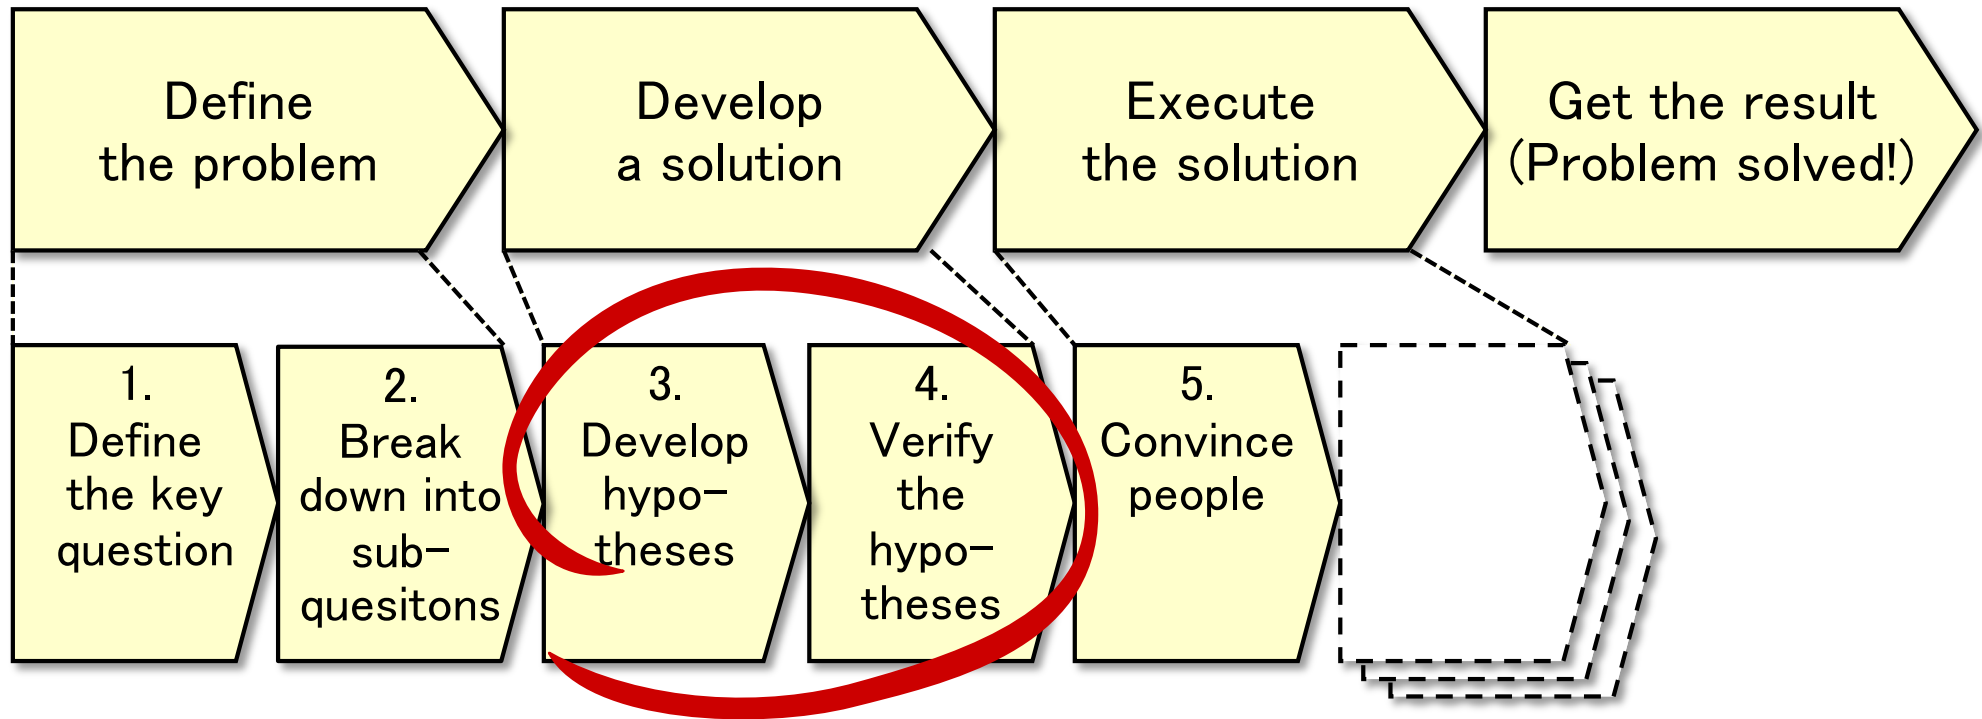 Define
the problem
Develop
a solution
Execute
the solution
Get the result
(Problem solved!)
1.
Define
the key
question
2.
Break
down into
sub-
quesitons
3.
Develop
hypo-
theses
4.
Verify
the
hypo-
theses
5.
Convince
people